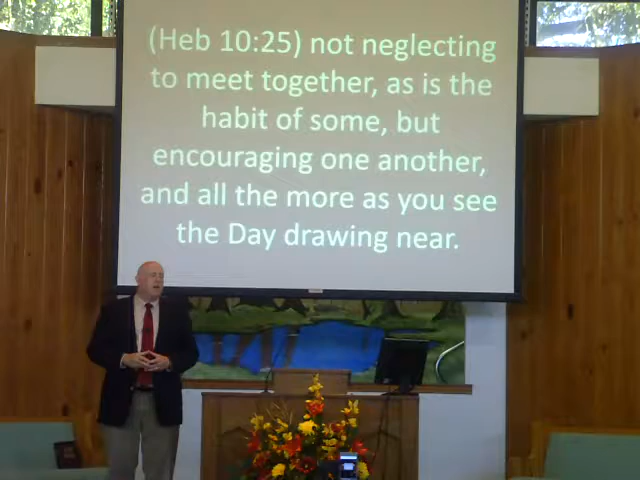 (Heb 10:25) not neglecting
to meet together, as is the
habit of some, but
encouraging one another,
and all the more as you see
the Day drawing near.